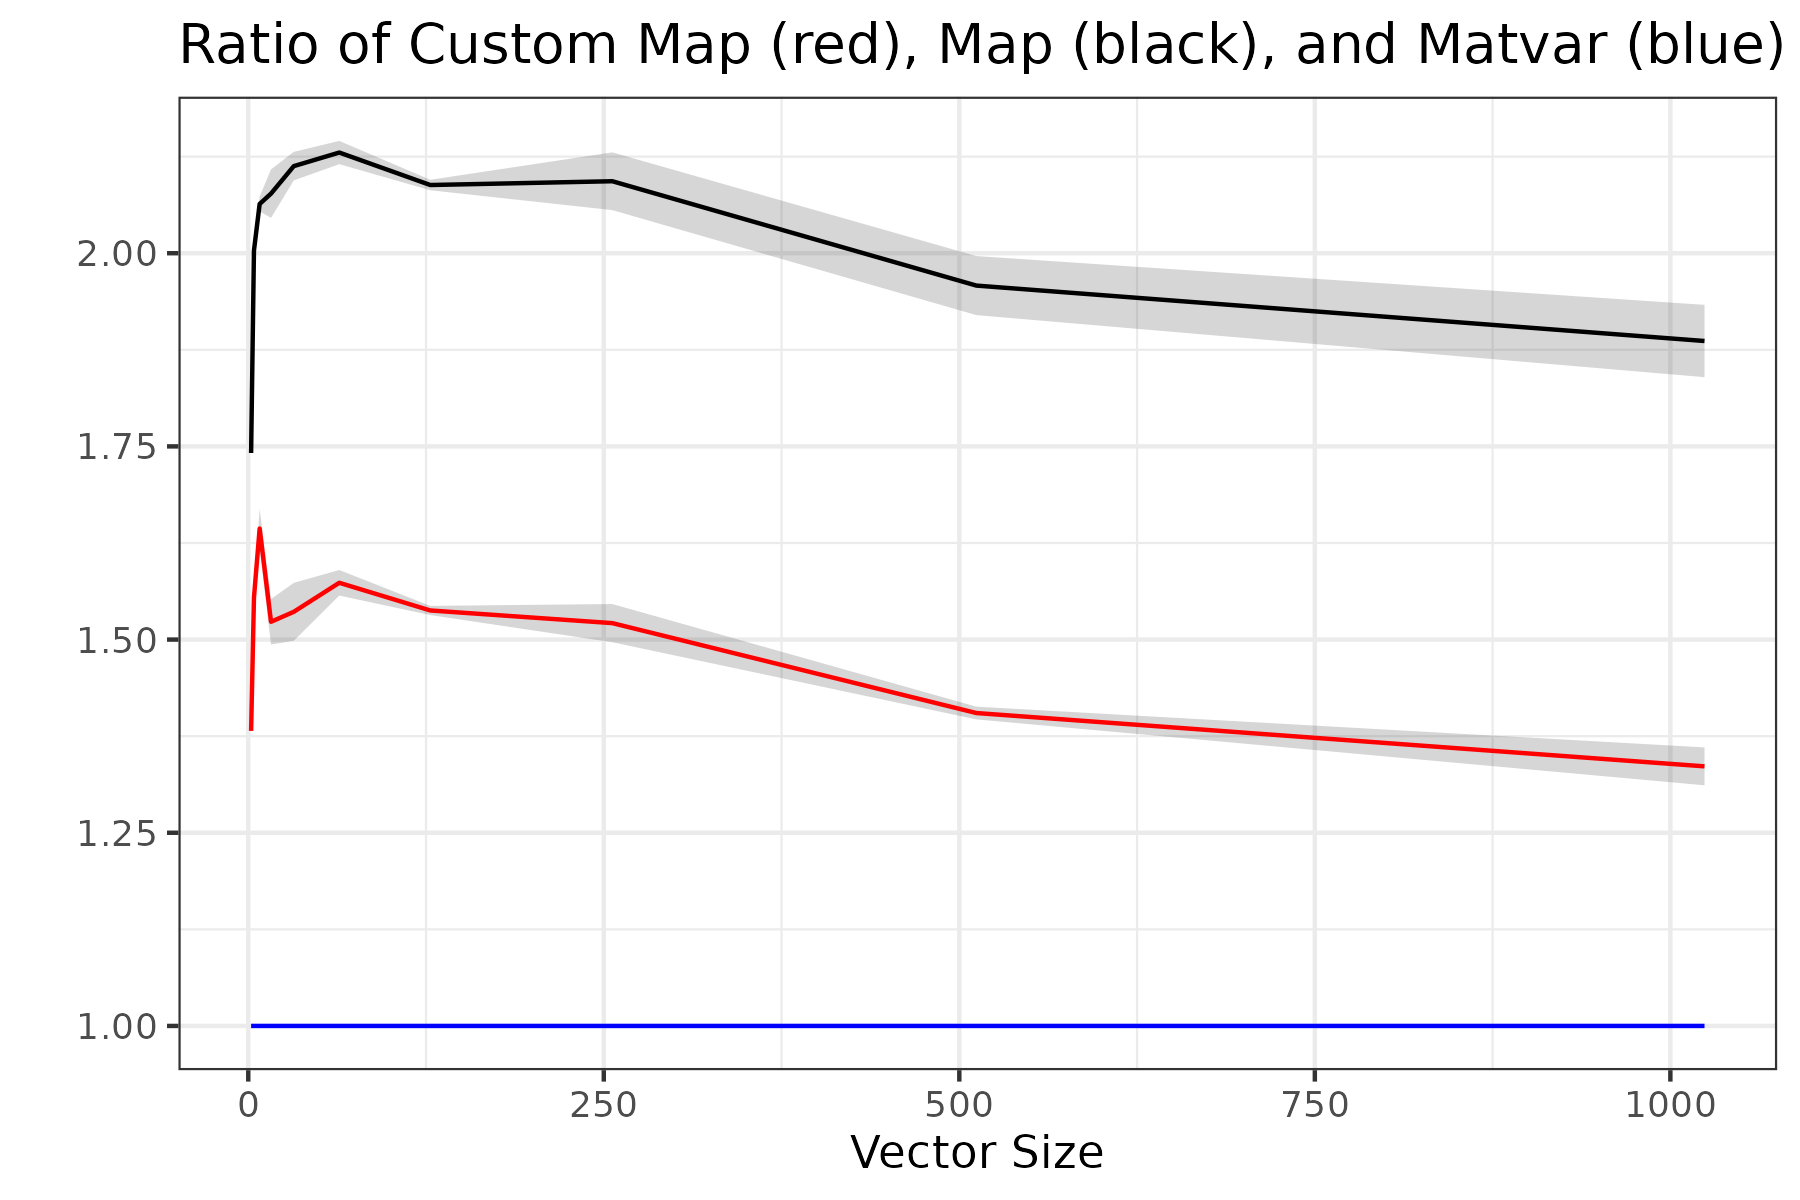 Ratio of Custom Map (red), Map (black), and Matvar (blue)
2.00
1.75
1.50
1.25
1.00
0 250 500 750 1000
Vector Size